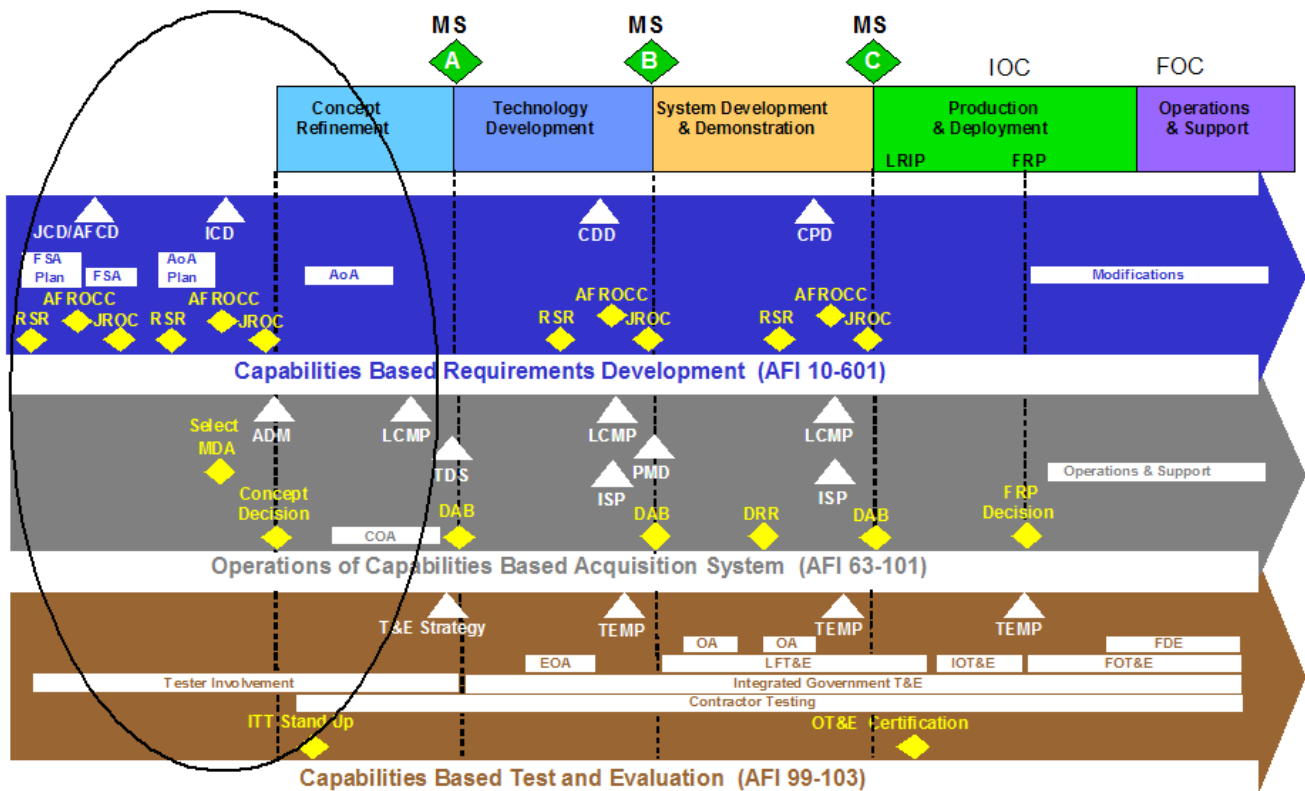 MS
MS
MS
A
B
C
IOC
FOC
Concept
Refinement
Technology
Development
System Development
& Demonstration
Production
& Deployment
Operations
& Support
LRIP
FRP
JCD/AFCD
ICD
CDD
CPD
FSA
Plan
FSA
AoA
Plan
AoA
Modifications
AFROCC
AFROCC
AFROCC
AFROCC
RSR
JROC
RSR
JROC
RSR
JROC
RSR
JROC
Capabilities Based Requirements Development (AFI 10-601)
Select
MDA
ADM
LCMP
LCMP
LCMP
TDS
PMD
ISP
ISP
Operations & Support
Concept
Decision
COA
DAB
DAB
DRR
DAB
FRP
Decision
Operations of Capabilities Based Acquisition System (AFI 63-101)
T&E Strategy
TEMP
TEMP
TEMP
OA
OA
FDE
EOA
LFT&E
IOT&E
FOT&E
Tester Involvement
Integrated Government T&E
Contractor Testing
ITT Stand Up
OT&E Certification
Capabilities Based Test and Evaluation (AFI 99-103)